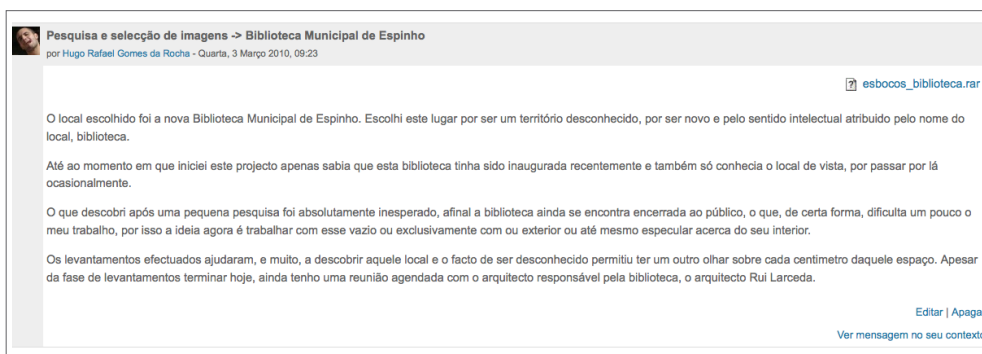 Pesquisa e selecção de imagens -> Biblioteca Municipal de Espinho
por Hugo Rafael Gomes da Rocha - Quarta, 3 Março 2010, 09:23
esbocos_biblioteca.rar
O local escolhido foi a nova Biblioteca Municipal de Espinho. Escolhi este lugar por ser um território desconhecido, por ser novo e pelo sentido intelectual atribuido pelo nome do
local, biblioteca.
Até ao momento em que iniciei este projecto apenas sabia que esta biblioteca tinha sido inaugurada recentemente e também só conhecia o local de vista, por passar por lá
ocasionalmente.
O que descobri após uma pequena pesquisa foi absolutamente inesperado, afinal a biblioteca ainda se encontra encerrada ao público, o que, de certa forma, dificulta um pouco o
meu trabalho, por isso a ideia agora é trabalhar com esse vazio ou exclusivamente com ou exterior ou até mesmo especular acerca do seu interior.
Os levantamentos efectuados ajudaram, e muito, a descobrir aquele local e o facto de ser desconhecido permitiu ter um outro olhar sobre cada centimetro daquele espaço. Apesar
da fase de levantamentos terminar hoje, ainda tenho uma reunião agendada com o arquitecto responsável pela biblioteca, o arquitecto Rui Larceda.
Editar | Apaga
Ver mensagem no seu contexto